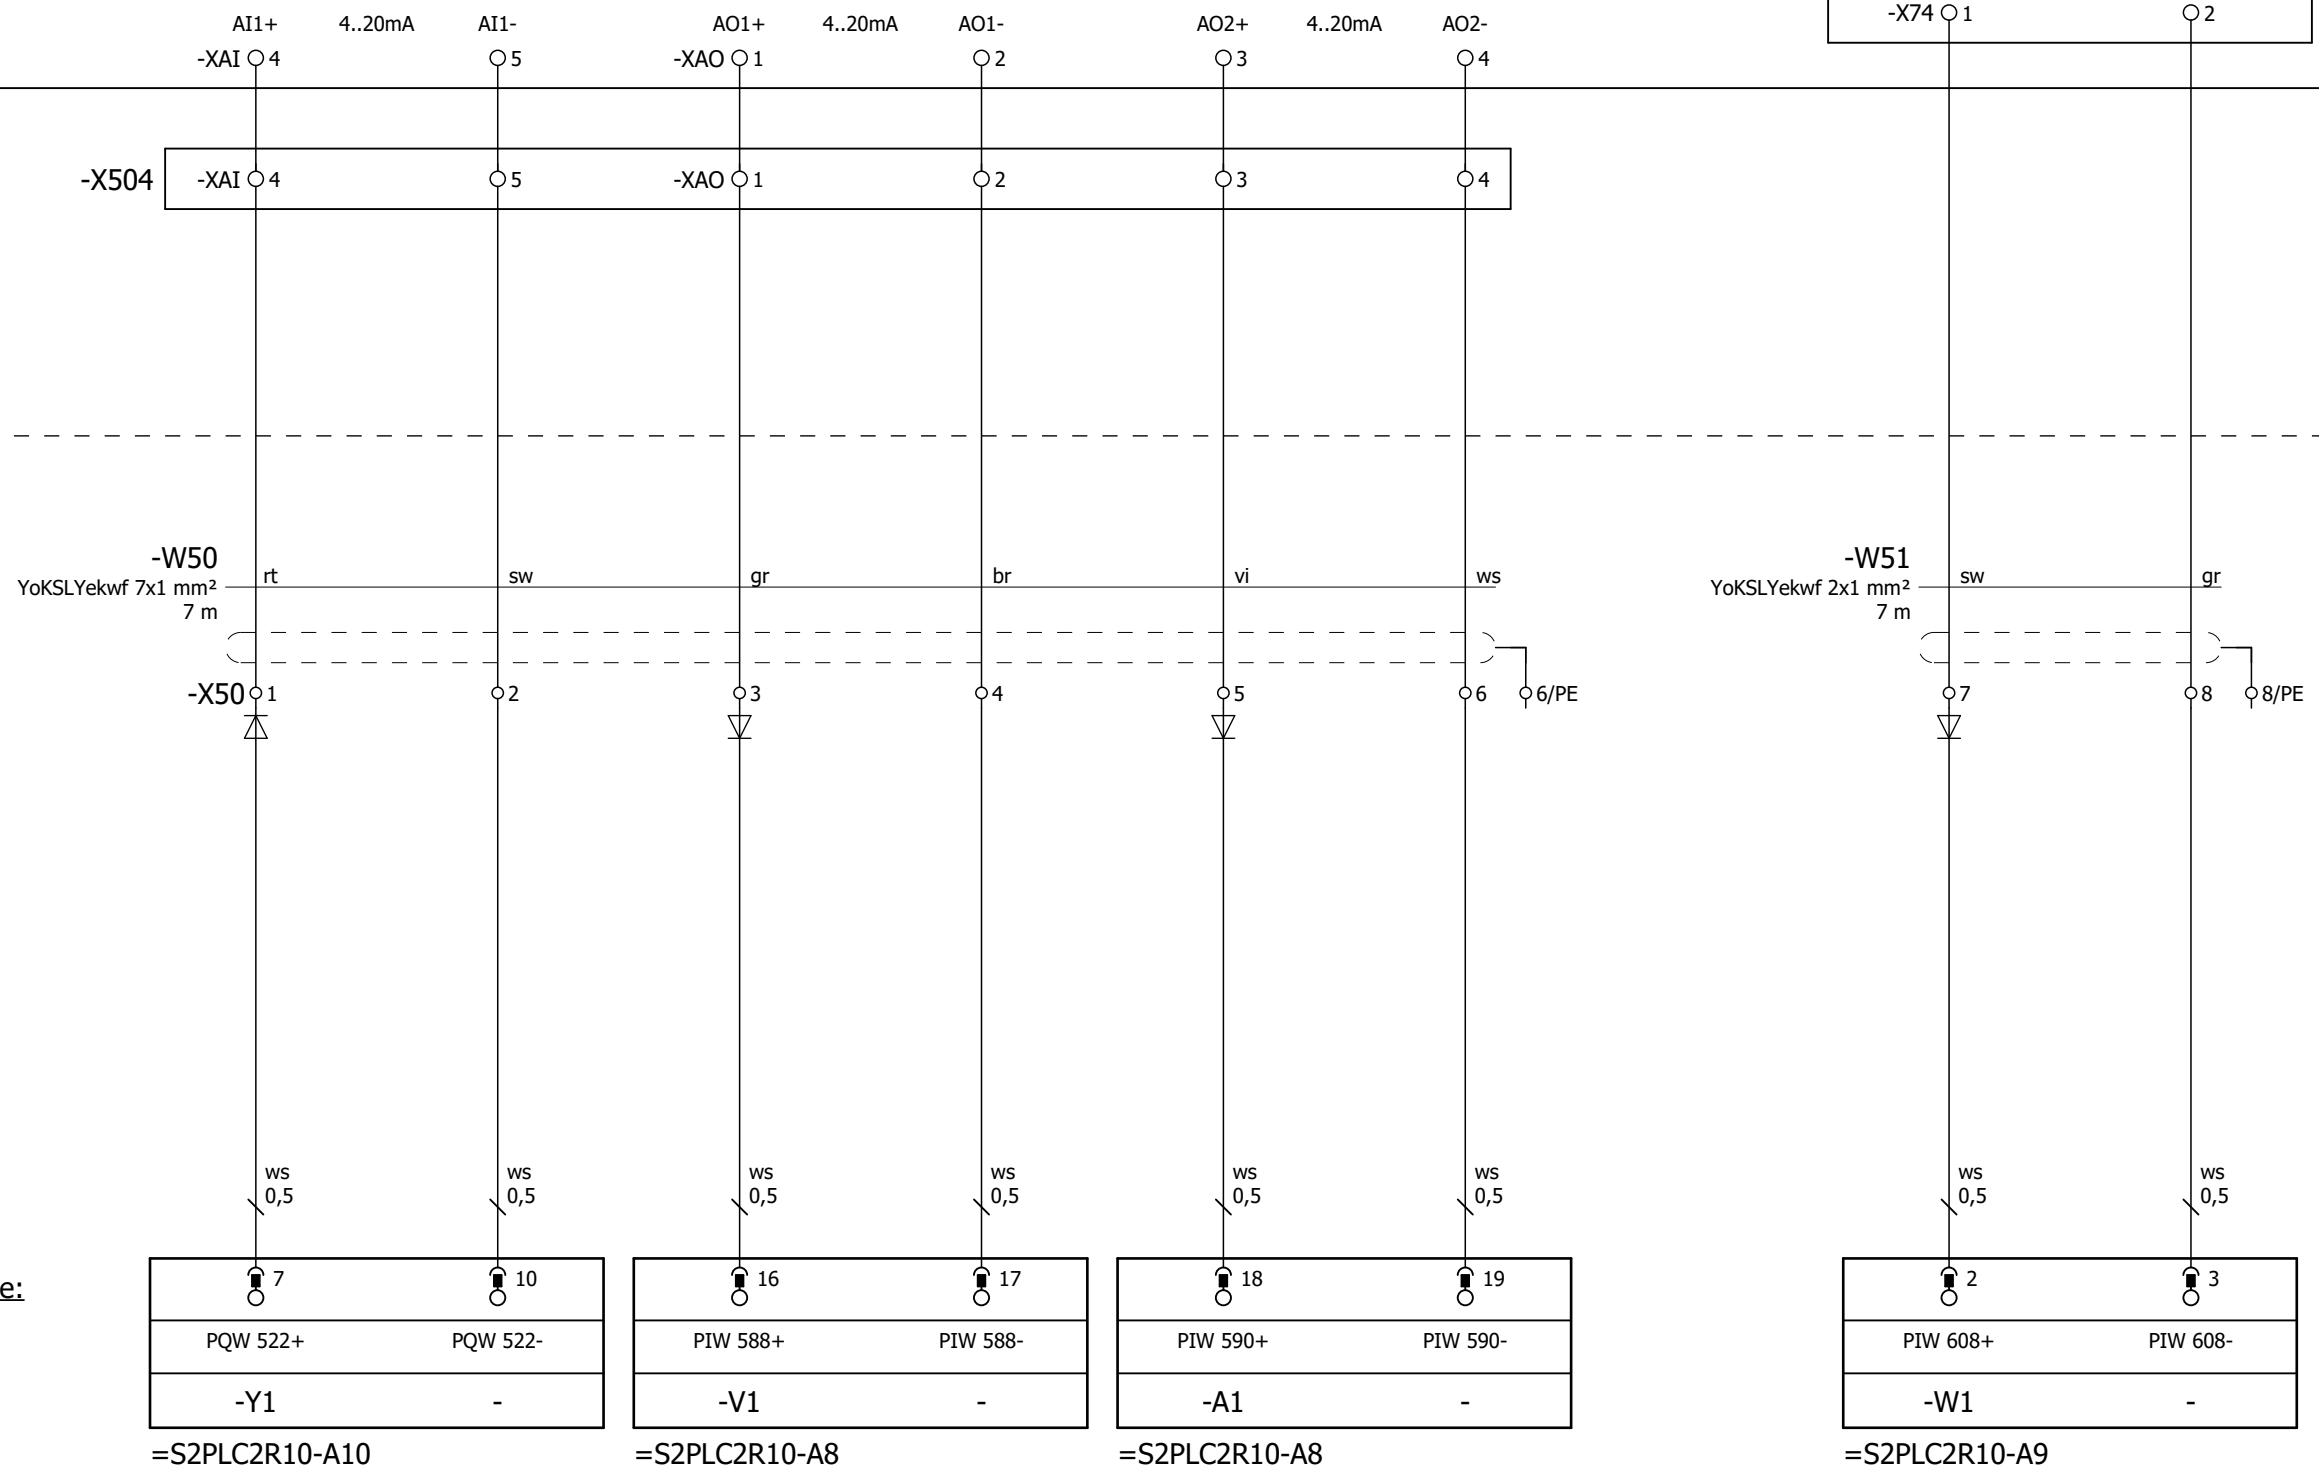 AI1+ 4..20mA AI1- AO1+ 4..20mA AO1- AO2+ 4..20mA AO2-
-X74 1 2
-XAI 4 5 -XAO 1 2 3 4
-X504 -XAI 4 5 -XAO 1 2 3 4
-W50 -W51
rt sw gr br vi ws sw gr
YoKSLYekwf 7x1 mm² YoKSLYekwf 2x1 mm²
7 m 7 m
-X50 1 2 3 4 5 6 6/PE 7 8 8/PE
ws ws ws ws ws ws ws ws
0,5 0,5 0,5 0,5 0,5 0,5 0,5 0,5
e: 7 10 16 17 18 19 2 3
PQW 522+ PQW 522- PIW 588+ PIW 588- PIW 590+ PIW 590- PIW 608+ PIW 608-
-Y1 - -V1 - -A1 - -W1 -
=S2PLC2R10-A10 =S2PLC2R10-A8 =S2PLC2R10-A8 =S2PLC2R10-A9